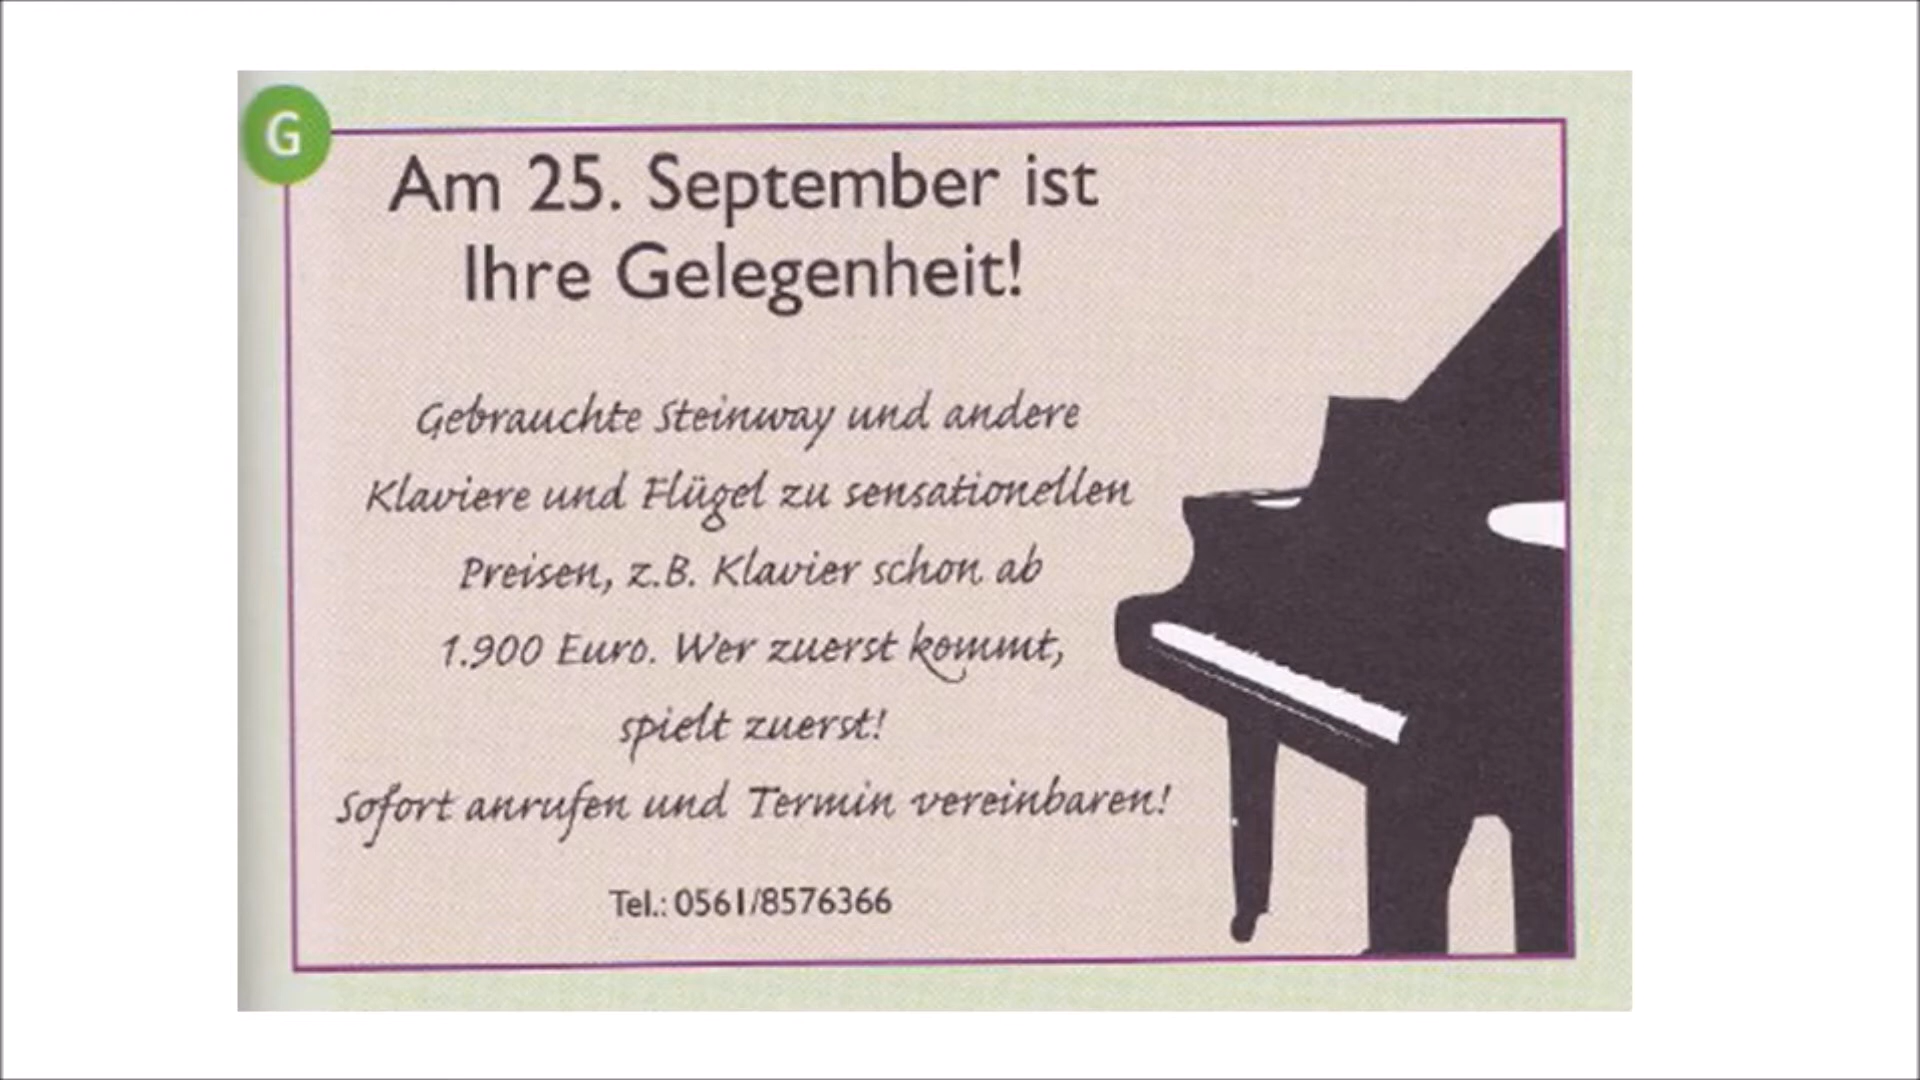 G
Am 25. September ist
Ihre Gelegenheit!
Gebrauchte Steinway und andere
Klaviere und Flügel zu sensationellen
Preisen, z.B. Klavier schon ab
1.900 Euro. Wer zuerst kommt,
spielt zuerst!
Sofort anrufen und Termin vereinbaren!
Tel.: 0561/8576366